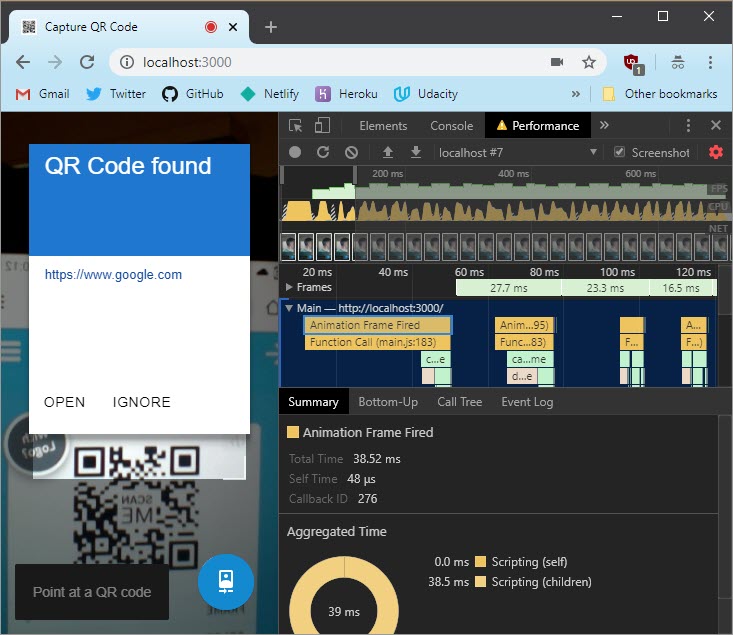 Capture QR Code
localhost:3000
1
Gmail
Twitter
GitHub
Netlify
Heroku
Udacity
»
Other bookmarks
QR Code found
https://www.google.com
OPEN
IGNORE
With
Logo?
SCAN
ME
Point at a QR code
Elements
Console
Performance
»
localhost #7
Screenshot
200 ms
400 ms
600 ms
FPS
CPU
NET
20 ms
40 ms
60 ms
80 ms
100 ms
120 ms
Frames
27.7 ms
23.3 ms
16.5 ms
Main — http://localhost:3000/
Animation Frame Fired
Anim...95)
A...
Function Call (main.js:183)
Func...83)
F...
F...)
c...e
ca...me
d...e
Summary
Bottom-Up
Call Tree
Event Log
Animation Frame Fired
Total Time 38.52 ms
Self Time 48 μs
Callback ID 276
Aggregated Time
0.0 ms Scripting (self)
38.5 ms Scripting (children)
39 ms